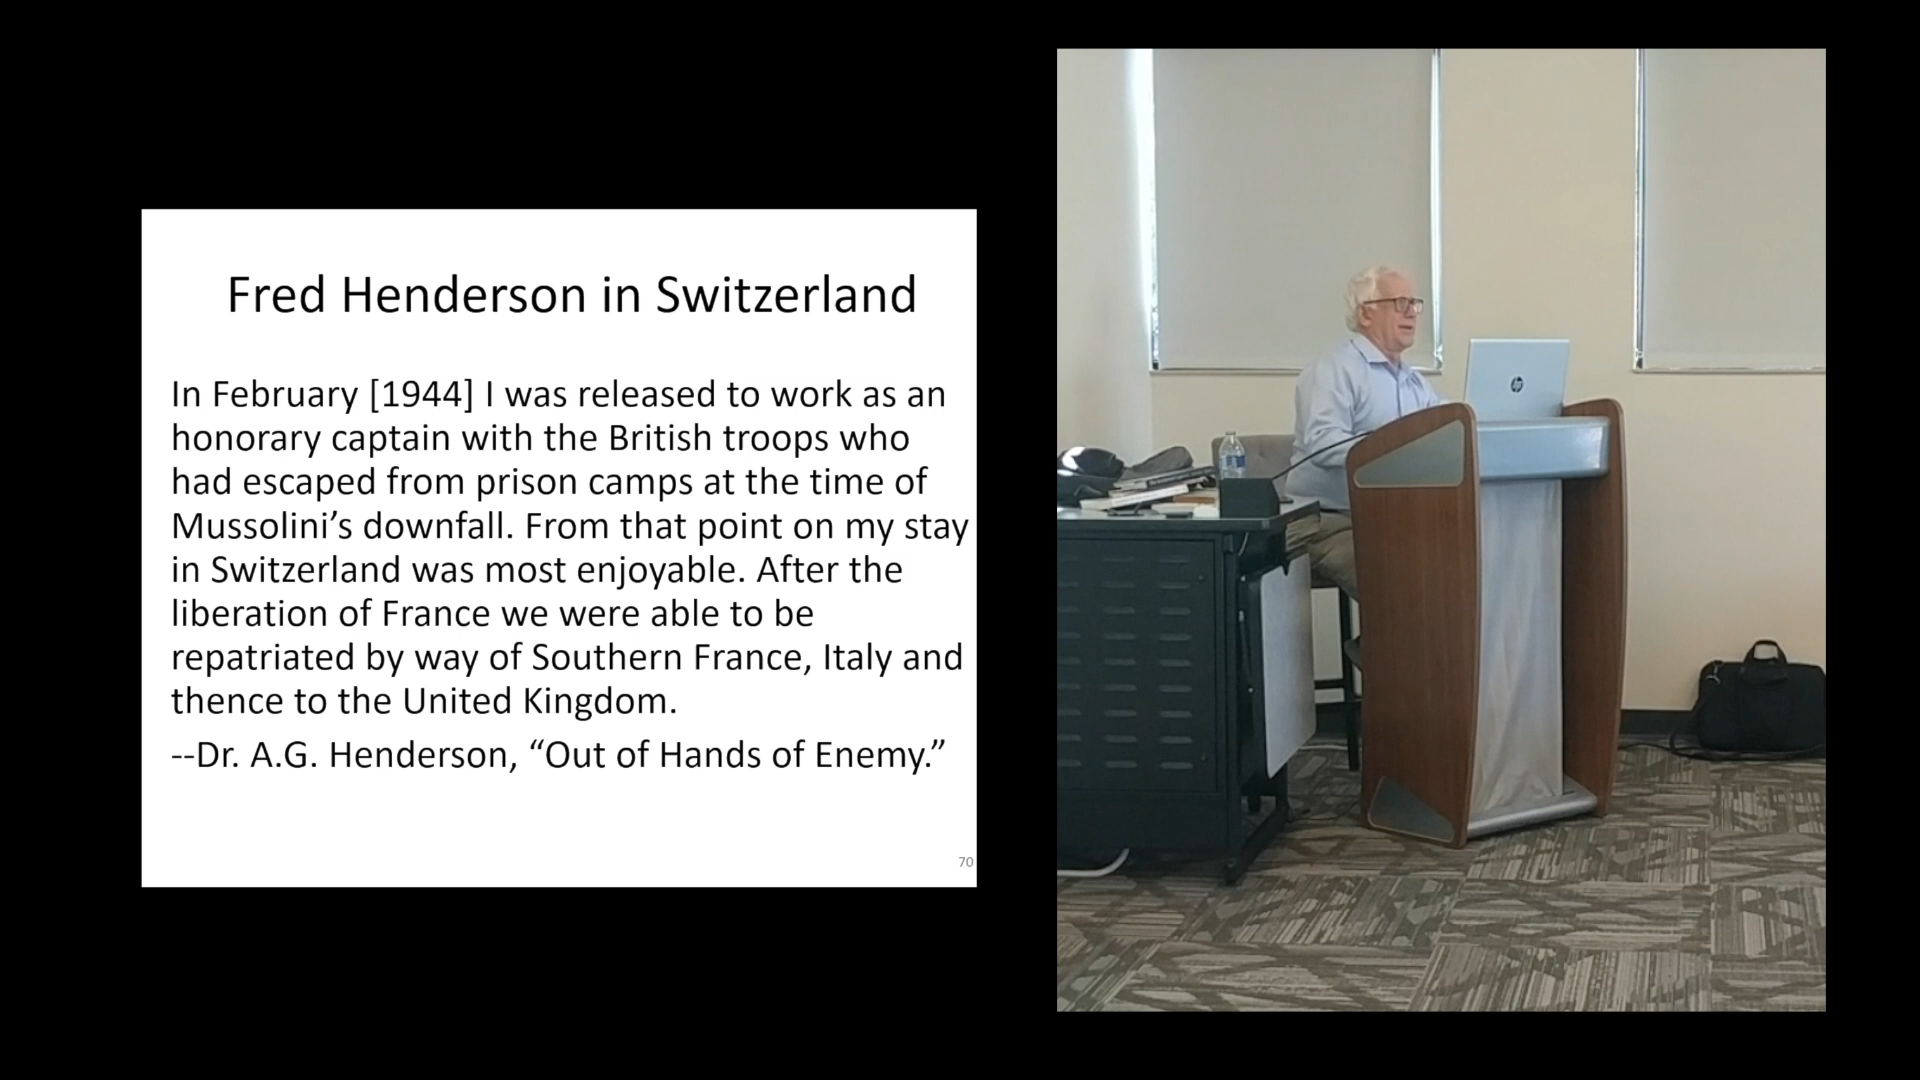 Fred Henderson in Switzerland
In February [1944] I was released to work as an
honorary captain with the British troops who
had escaped from prison camps at the time of
Mussolini’s downfall. From that point on my stay
in Switzerland was most enjoyable. After the
liberation of France we were able to be
repatriated by way of Southern France, Italy and
thence to the United Kingdom.
--Dr. A.G. Henderson, “Out of Hands of Enemy.”
70
hp